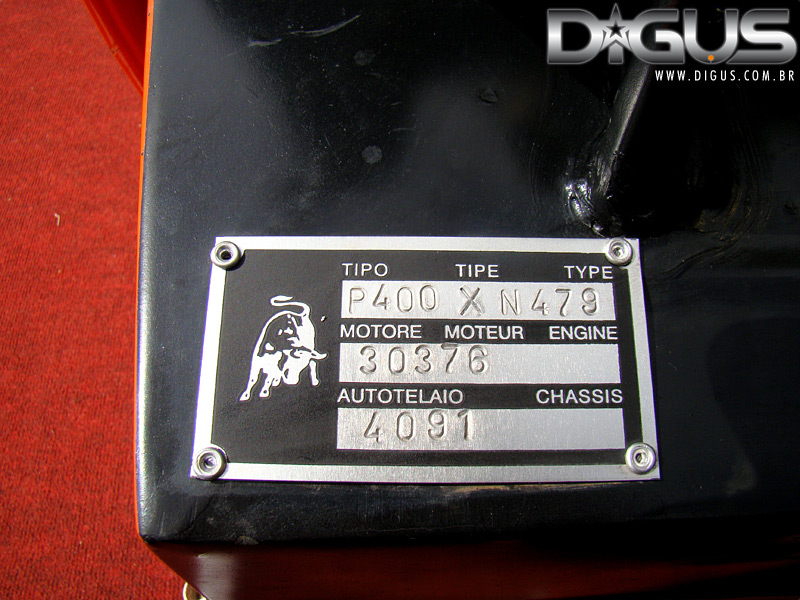 DIGUS
WWW.DIGUS.COM.BR
TIPO TIPE TYPE
P400 X N479
MOTORE MOTEUR ENGINE
30376
AUTOTELAIO CHASSIS
4091